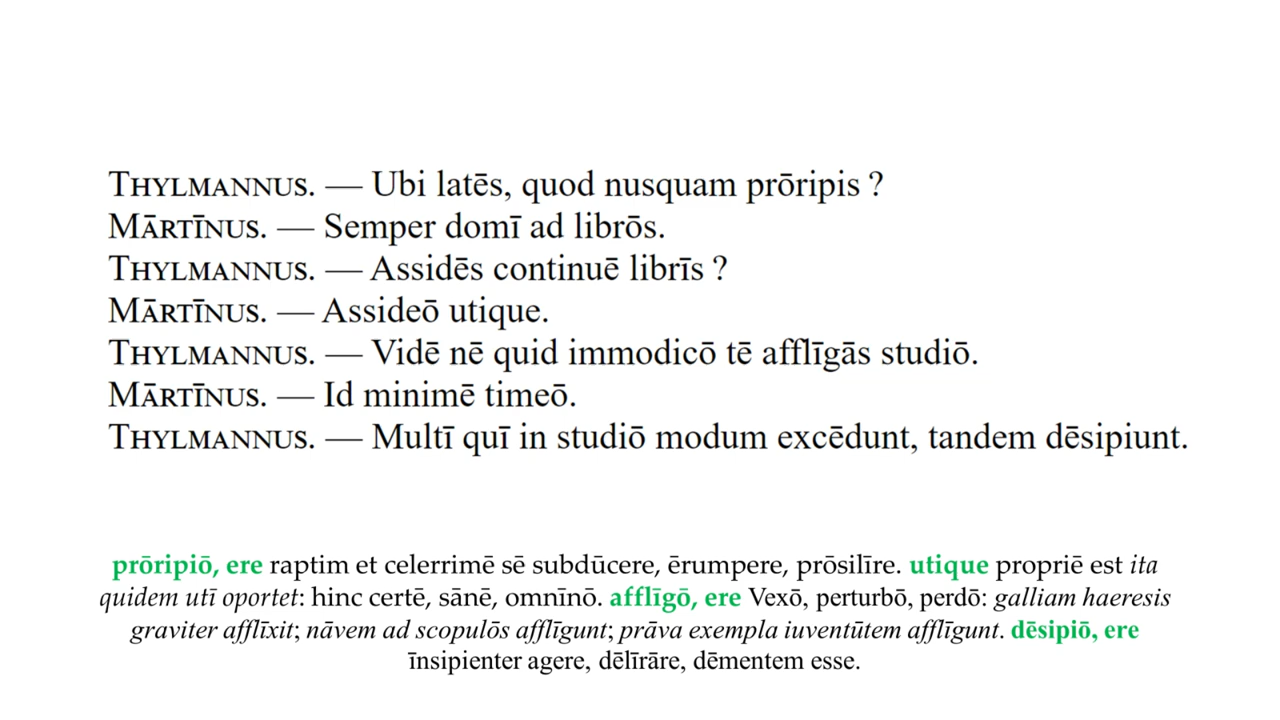 THYLMANNUS. — Ubi latēs, quod nusquam prōripis ?
MĀRTĪNUS. — Semper domī ad librōs.
THYLMANNUS. — Assidēs continuē librīs ?
MĀRTĪNUS. — Assideō utique.
THYLMANNUS. — Vidē nē quid immodicō tē afflīgās studiō.
MĀRTĪNUS. — Id minimē timeō.
THYLMANNUS. — Multī quī in studiō modum excēdunt, tandem dēsipiunt.
prōripiō, ere raptim et celerrimē sē subdūcere, ērumpere, prōsilīre. utique propriē est ita
quidem utī oportet: hinc certē, sānē, omnīnō. afflīgō, ere Vexō, perturbō, perdō: galliam haeresis
graviter afflīxit; nāvem ad scopulōs afflīgunt; prāva exempla iuventūtem afflīgunt. dēsipiō, ere
īnsipienter agere, dēlīrāre, dēmentem esse.